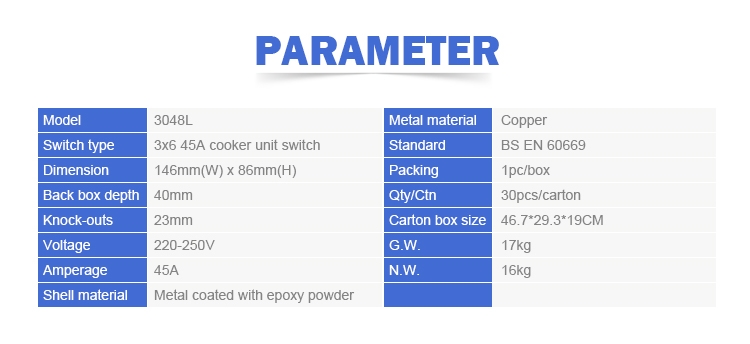 PARAMETER
Model 3048L Metal material Copper
Switch type 3x6 45A cooker unit switch Standard BS EN 60669
Dimension 146mm(W) x 86mm(H) Packing 1pc/box
Back box depth 40mm Qty/Ctn 30pcs/carton
Knock-outs 23mm Carton box size 46.7*29.3*19CM
Voltage 220-250V G.W. 17kg
Amperage 45A N.W. 16kg
Shell material Metal coated with epoxy powder